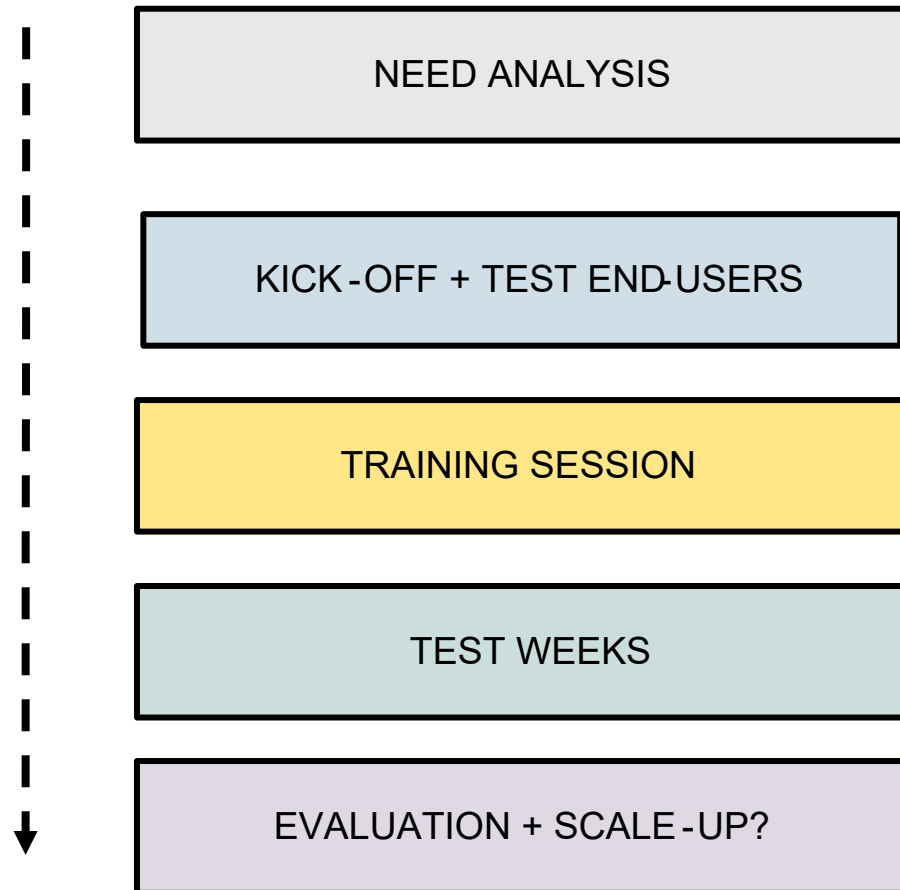 NEED ANALYSIS
KICK-OFF + TEST END-USERS
TRAINING SESSION
TEST WEEKS
EVALUATION + SCALE-UP?